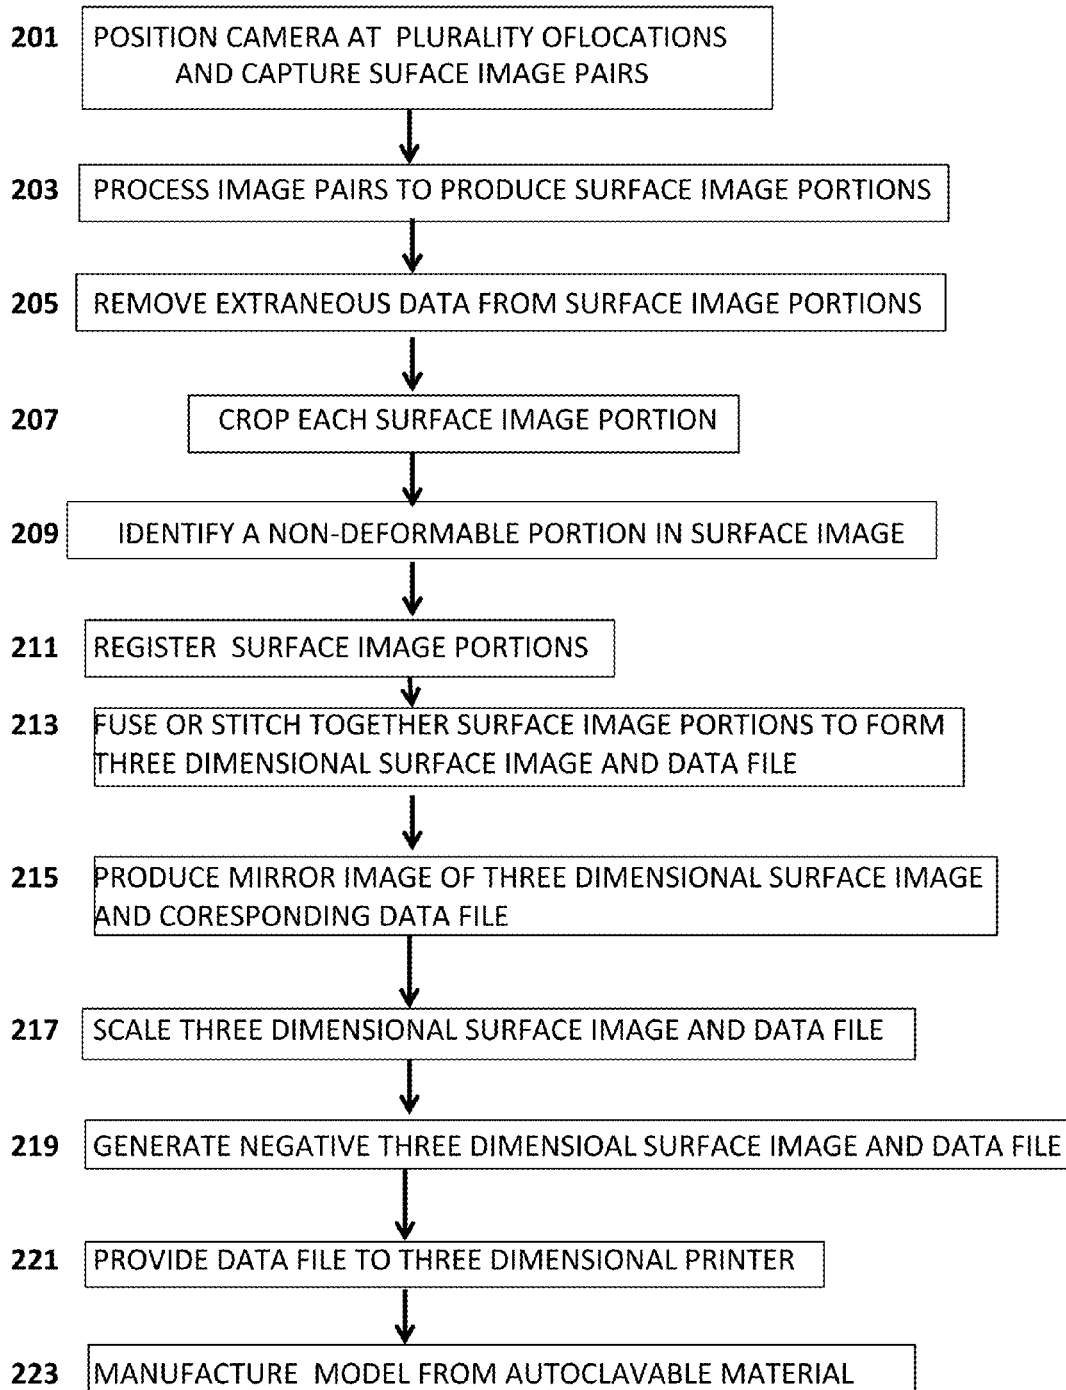 201 POSITION CAMERA AT PLURALITY OFLOCATIONS
AND CAPTURE SUFACE IMAGE PAIRS
203 PROCESS IMAGE PAIRS TO PRODUCE SURFACE IMAGE PORTIONS
205 REMOVE EXTRANEOUS DATA FROM SURFACE IMAGE PORTIONS
207 CROP EACH SURFACE IMAGE PORTION
209 IDENTIFY A NON-DEFORMABLE PORTION IN SURFACE IMAGE
211 REGISTER SURFACE IMAGE PORTIONS
213 FUSE OR STITCH TOGETHER SURFACE IMAGE PORTIONS TO FORM
THREE DIMENSIONAL SURFACE IMAGE AND DATA FILE
215 PRODUCE MIRROR IMAGE OF THREE DIMENSIONAL SURFACE IMAGE
AND CORESPONDING DATA FILE
217 SCALE THREE DIMENSIONAL SURFACE IMAGE AND DATA FILE
219 GENERATE NEGATIVE THREE DIMENSIOAL SURFACE IMAGE AND DATA FILE
221 PROVIDE DATA FILE TO THREE DIMENSIONAL PRINTER
223 MANUFACTURE MODEL FROM AUTOCLAVABLE MATERIAL